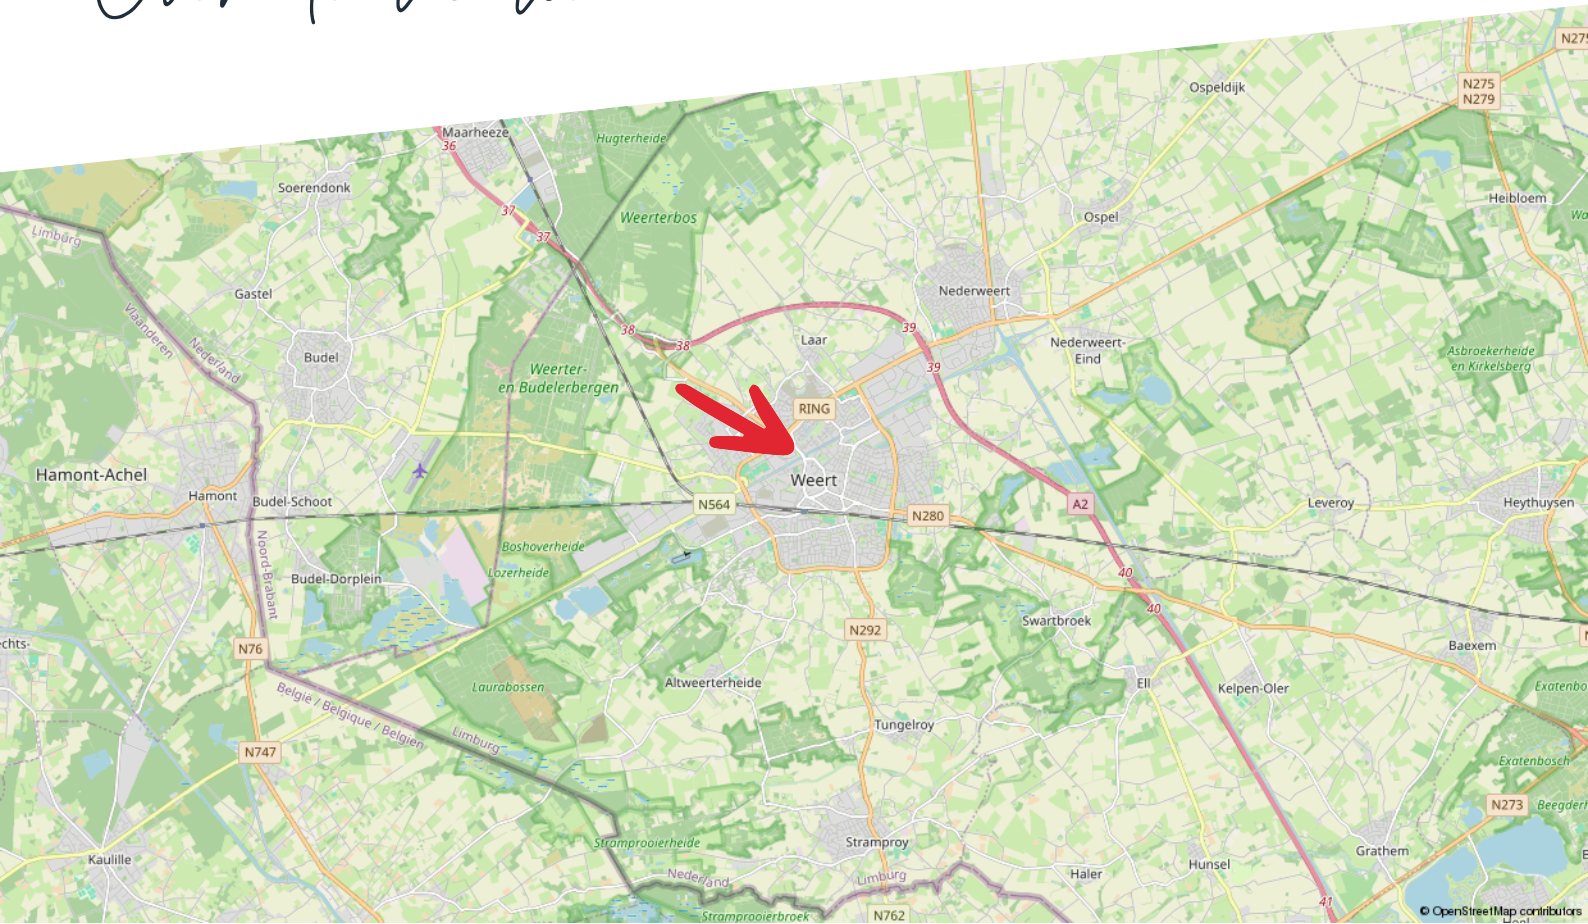 N275
N275
N279
Ospeldijk
Maarheeze
36
Hugterheide
Soerendonk
Heibloem
37
Weerterbos
Ospel
Limburg
37
Gastel
Nederweert
Vlaanderen
Nederland
38
38
39
Laar
Nederweert-
Eind
Budel
Asbroekerheide
en Kirkelsberg
39
Weerter-
en Budelerbergen
RING
Hamont-Achel
Weert
Hamont
Budel-Schoot
N564
N280
A2
Leveroy
Heythuysen
Boshoverheide
Noord-Brabant
Budel-Dorplein
Lozerheide
40
40
Swartbroek
N292
N76
Baexem
Laurabossen
Altweerterheide
Ell
Kelpen-Oler
België / Belgique / Belgien
Limburg
Tungelroy
N747
Exatenbosch
N273
Stramprooierheide
Stramproy
Kaulille
Grathem
Hunsel
Haler
Nederland
Limburg
41
Stramprooierbroek
N762
© OpenStreetMap contributors